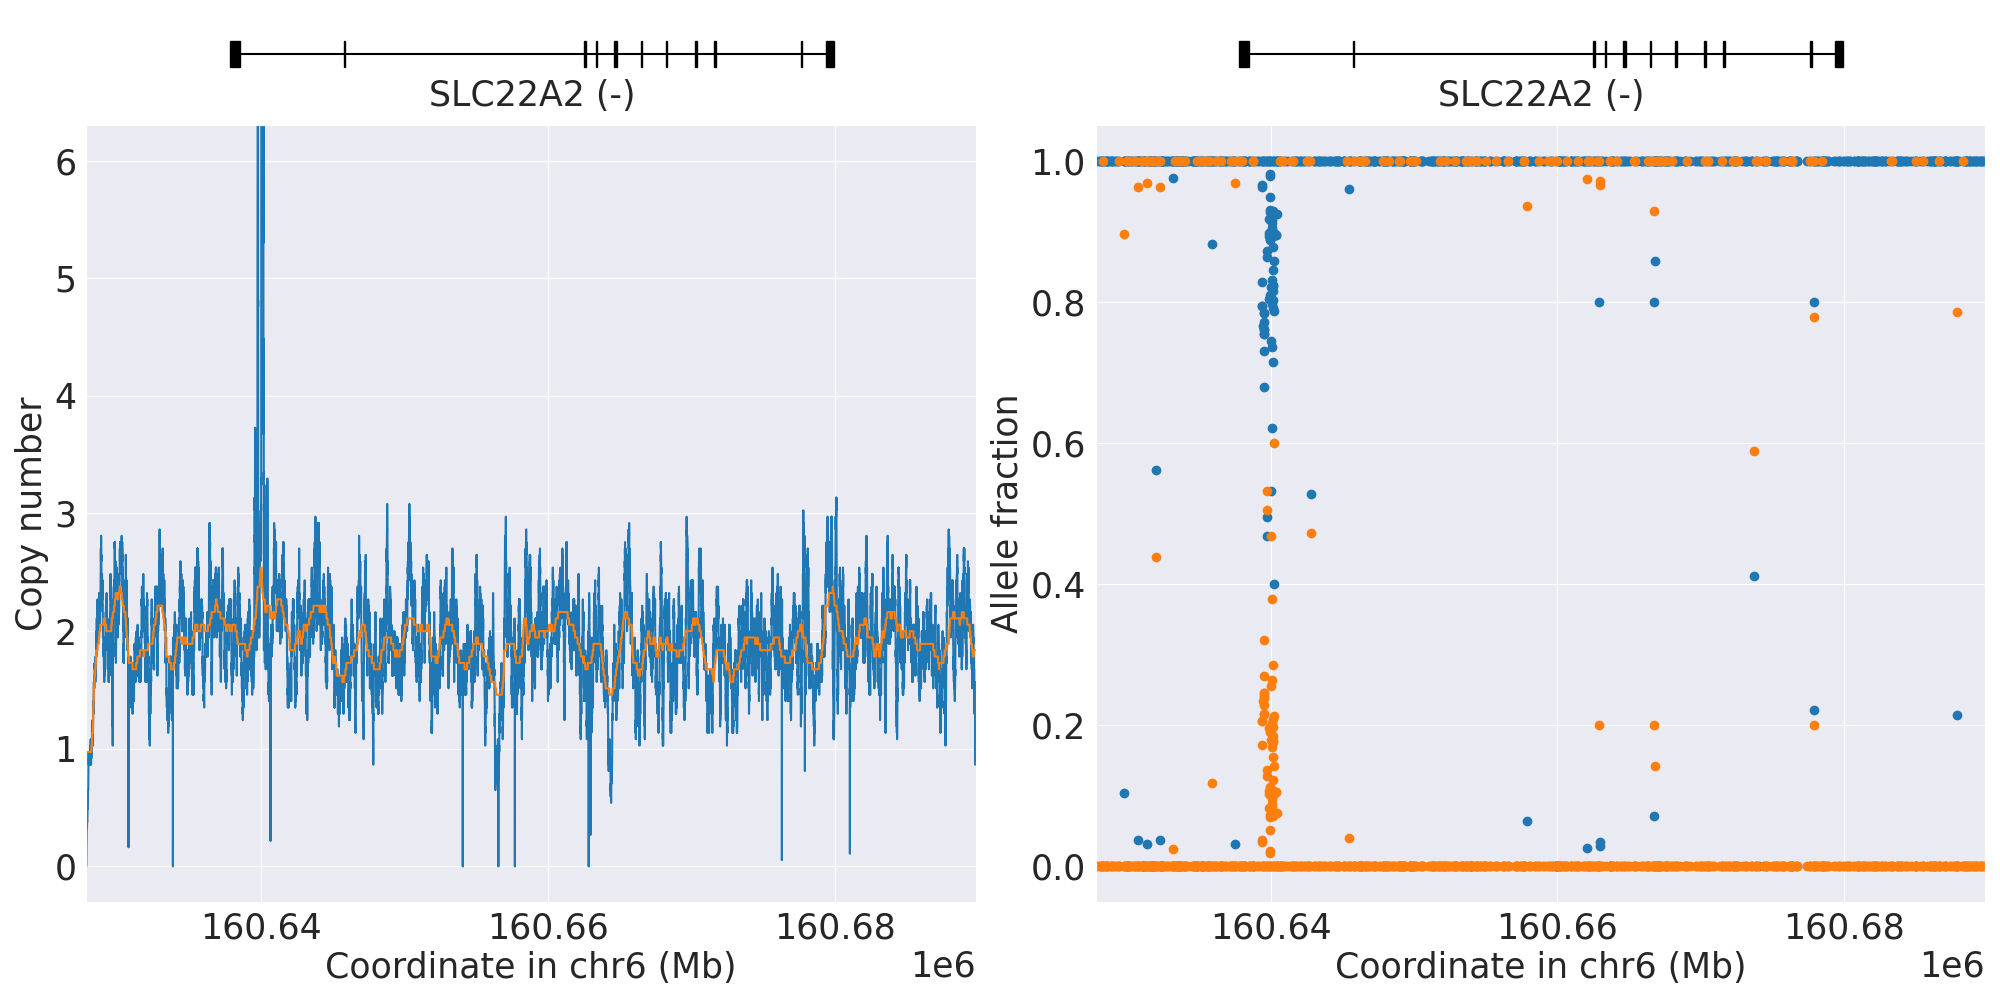 SLC22A2 (-)
6
5
4
3
2
1
0
Copy number
160.64
160.66
160.68
Coordinate in chr6 (Mb)
1e6
SLC22A2 (-)
1.0
0.8
0.6
0.4
0.2
0.0
Allele fraction
160.64
160.66
160.68
Coordinate in chr6 (Mb)
1e6